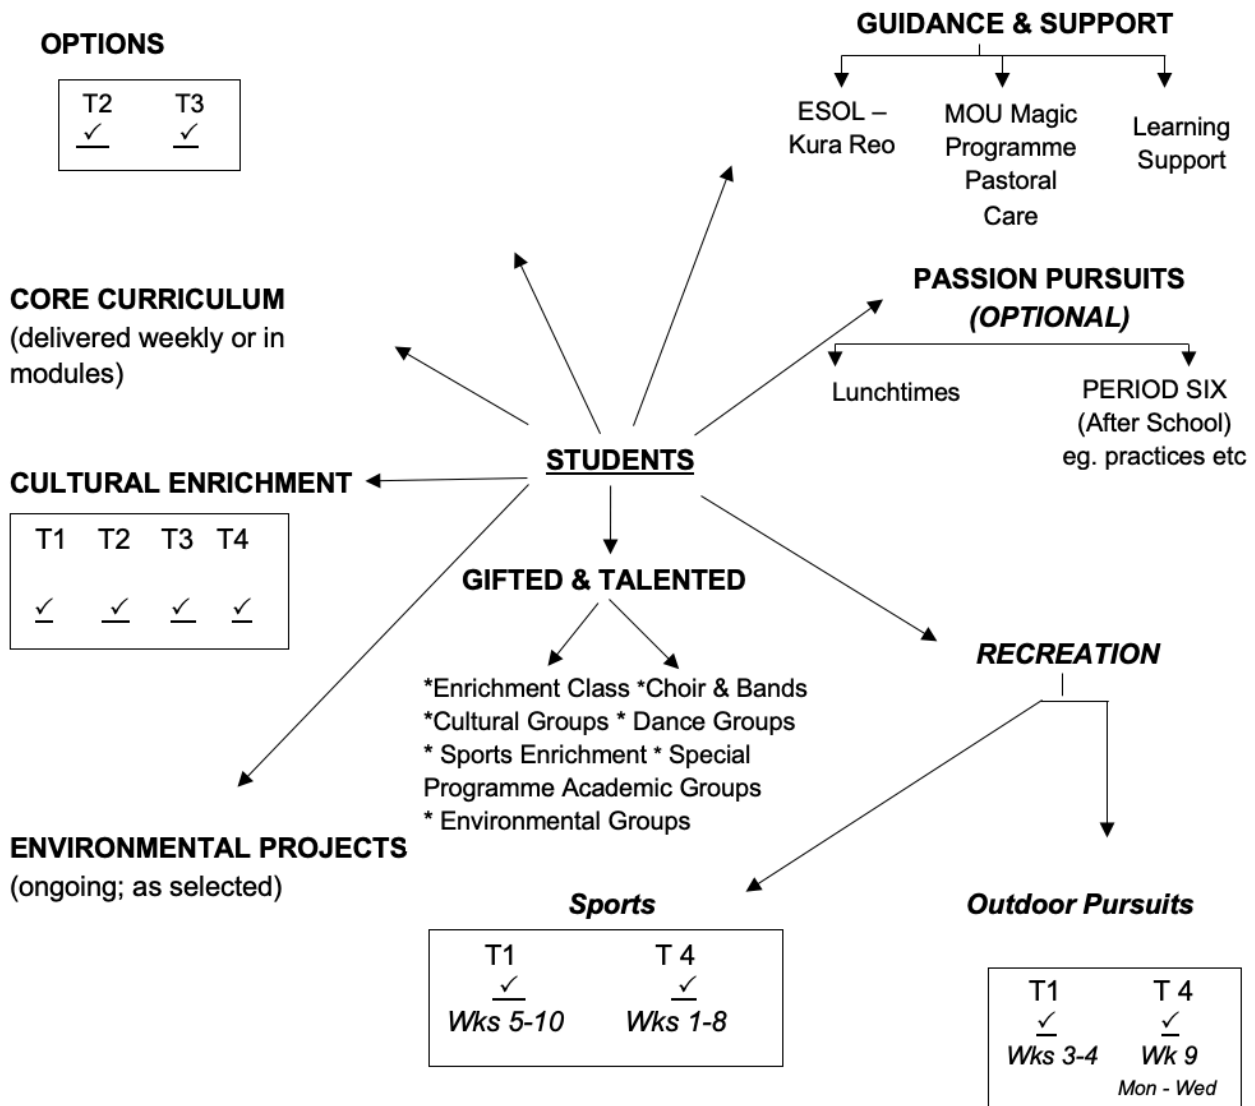 OPTIONS
T2 T3
✓ ✓
GUIDANCE & SUPPORT
ESOL –
Kura Reo
MOU Magic
Programme
Pastoral
Care
Learning
Support
CORE CURRICULUM
(delivered weekly or in
modules)
PASSION PURSUITS
(OPTIONAL)
Lunchtimes
PERIOD SIX
(After School)
eg. practices etc
STUDENTS
CULTURAL ENRICHMENT
T1 T2 T3 T4
✓ ✓ ✓ ✓
GIFTED & TALENTED
*Enrichment Class *Choir & Bands
*Cultural Groups * Dance Groups
* Sports Enrichment * Special
Programme Academic Groups
* Environmental Groups
RECREATION
ENVIRONMENTAL PROJECTS
(ongoing; as selected)
Sports
T1 T 4
✓ ✓
Wks 5-10 Wks 1-8
Outdoor Pursuits
T1 T 4
✓ ✓
Wks 3-4 Wk 9
Mon - Wed